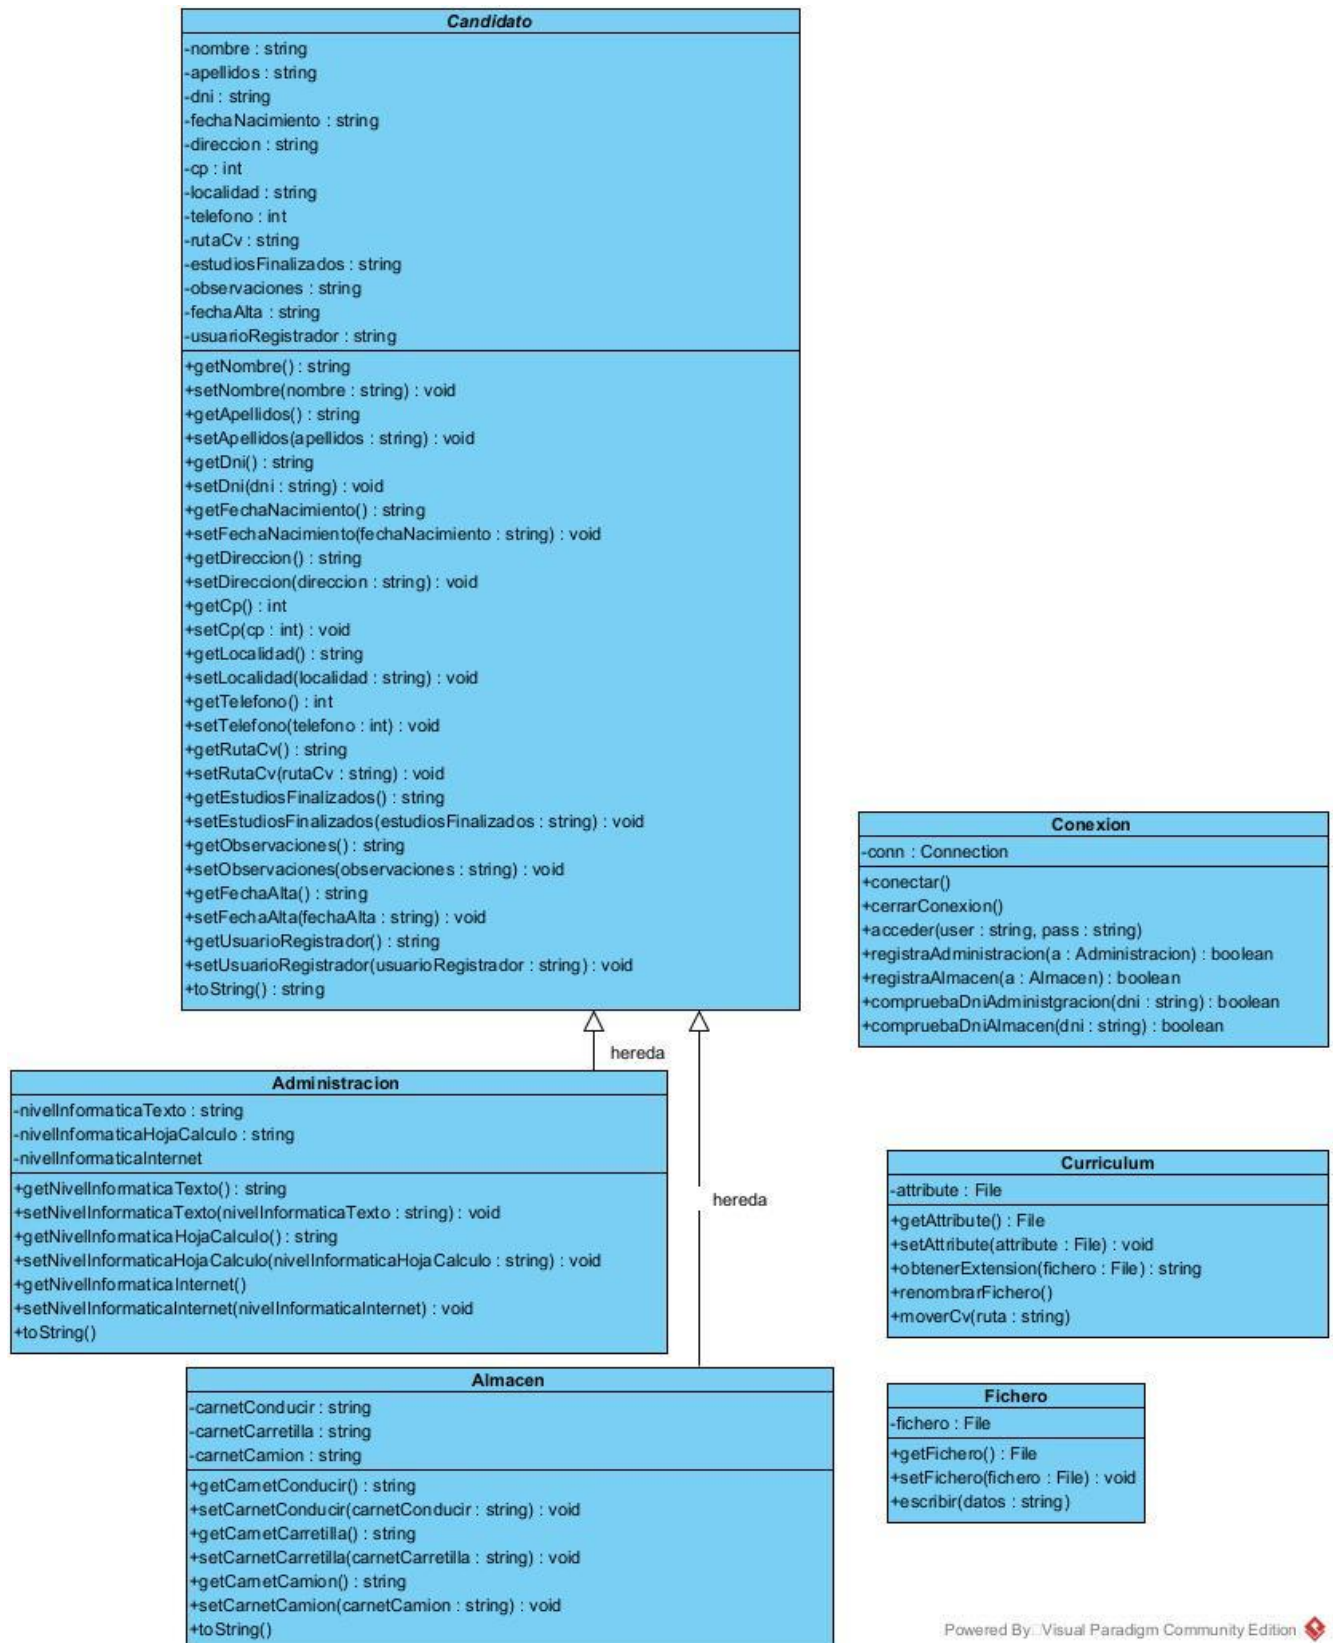 Candidato
-nombre : string
-apellidos : string
-dni : string
-fechaNacimiento : string
-direccion : string
-cp : int
-localidad : string
-telefono : int
-rutaCv : string
-estudiosFinalizados : string
-observaciones : string
-fechaAlta : string
-usuarioRegistrador : string
+getNombre() : string
+setNombre(nombre : string) : void
+getApellidos() : string
+setApellidos(apellidos : string) : void
+getDni() : string
+setDni(dni : string) : void
+getFechaNacimiento() : string
+setFechaNacimiento(fechaNacimiento : string) : void
+getDireccion() : string
+setDireccion(direccion : string) : void
+getCp() : int
+setCp(cp : int) : void
+getLocalidad() : string
+setLocalidad(localidad : string) : void
+getTelefono() : int
+setTelefono(telefono : int) : void
+getRutaCv() : string
+setRutaCv(rutaCv : string) : void
+getEstudiosFinalizados() : string
+setEstudiosFinalizados(estudiosFinalizados : string) : void
+getObservaciones() : string
+setObservaciones(observaciones : string) : void
+getFechaAlta() : string
+setFechaAlta(fechaAlta : string) : void
+getUsuarioRegistrador() : string
+setUsuarioRegistrador(usuarioRegistrador : string) : void
+toString() : string
Conexion
-conn : Connection
+conectar()
+cerrarConexion()
+acceder(user : string, pass : string)
+registraAdministracion(a : Administracion) : boolean
+registraAlmacen(a : Almacen) : boolean
+compruebaDniAdministgracion(dni : string) : boolean
+compruebaDniAlmacen(dni : string) : boolean
hereda
Administracion
-nivelInformaticaTexto : string
-nivelInformaticaHojaCalculo : string
-nivelInformaticaInternet
+getNivelInformaticaTexto() : string
+setNivelInformaticaTexto(nivelInformaticaTexto : string) : void
+getNivelInformaticaHojaCalculo() : string
+setNivelInformaticaHojaCalculo(nivelInformaticaHojaCalculo : string) : void
+getNivelInformaticaInternet()
+setNivelInformaticaInternet(nivelInformaticaInternet) : void
+toString()
hereda
Curriculum
-attribute : File
+getAttribute() : File
+setAttribute(attribute : File) : void
+obtenerExtension(fichero : File) : string
+renombrarFichero()
+moverCv(ruta : string)
Almacen
-carnetConducir : string
-carnetCarretilla : string
-carnetCamion : string
+getCarnetConducir() : string
+setCarnetConducir(carnetConducir : string) : void
+getCarnetCarretilla() : string
+setCarnetCarretilla(carnetCarretilla : string) : void
+getCarnetCamion() : string
+setCarnetCamion(carnetCamion : string) : void
+toString()
Fichero
-fichero : File
+getFichero() : File
+setFichero(fichero : File) : void
+escribir(datos : string)
Powered By Visual Paradigm Community Edition